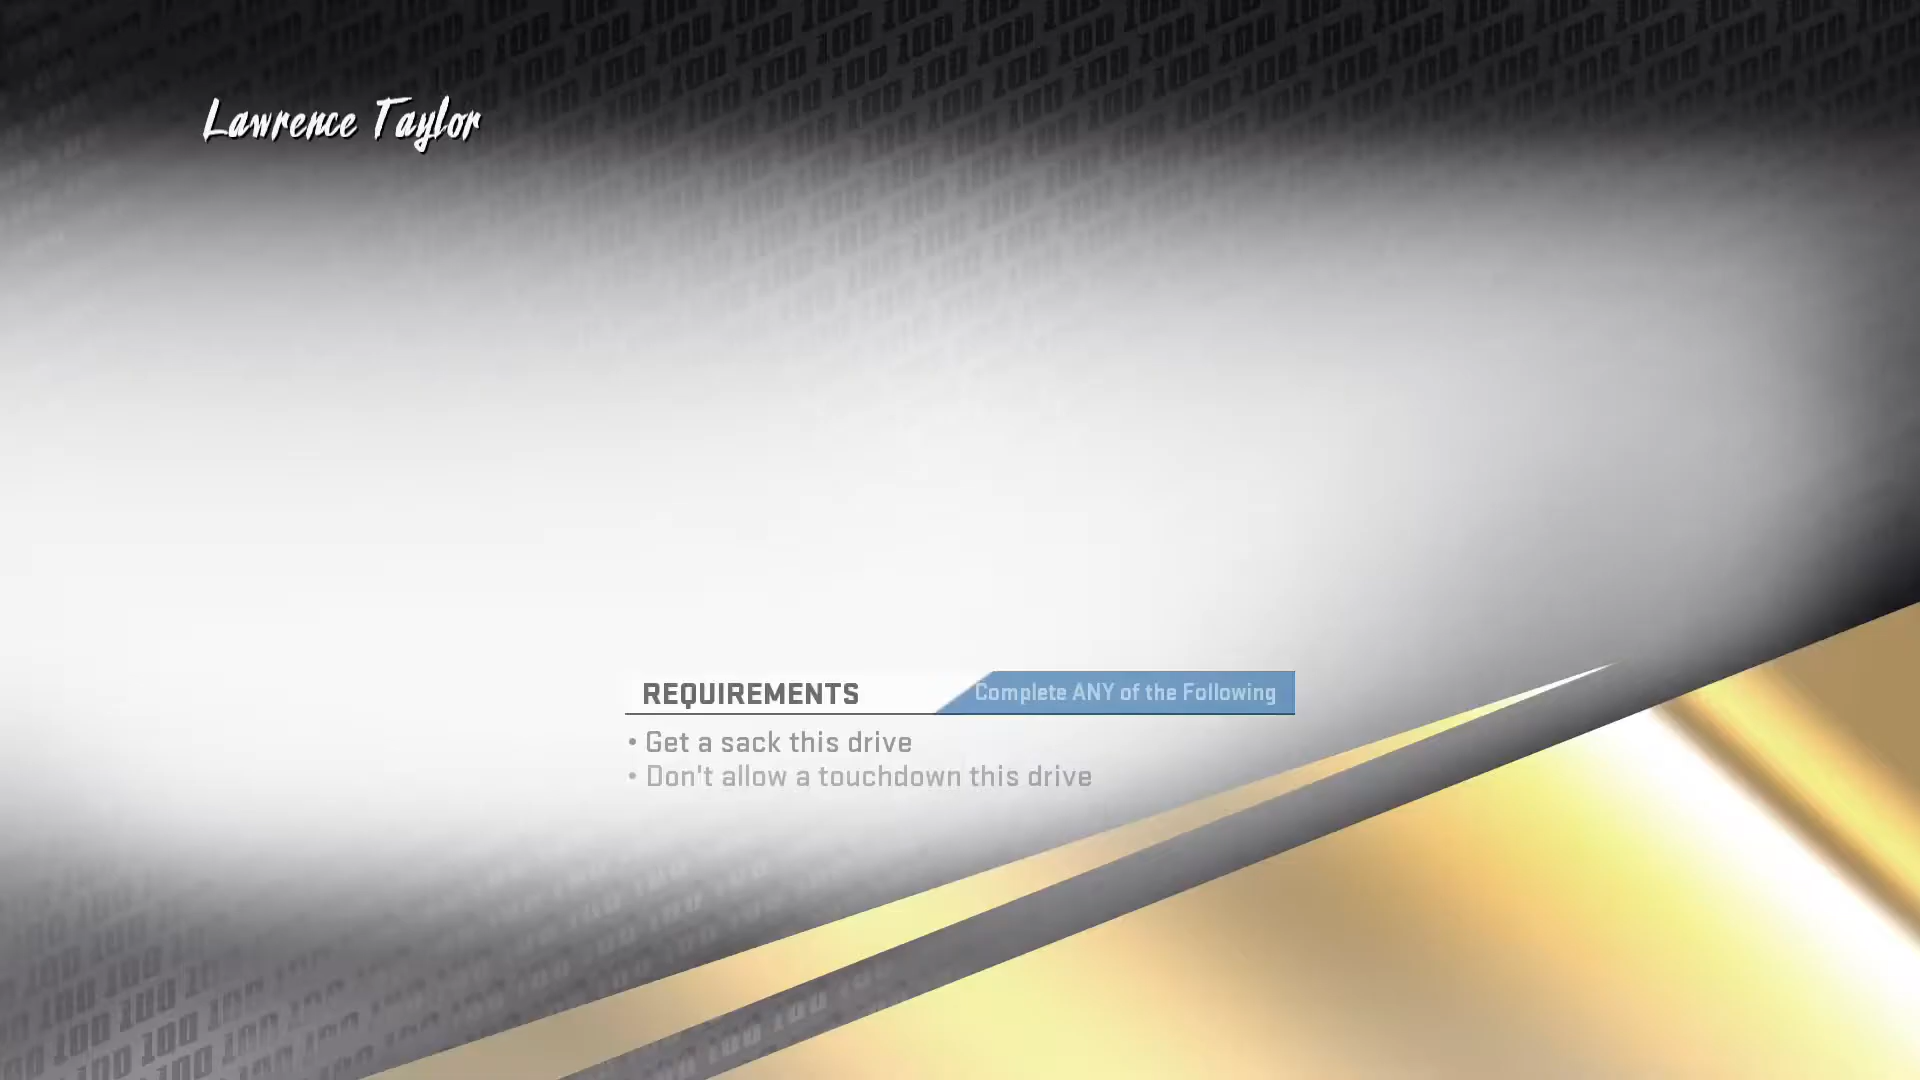 Lawrence Taylor
REQUIREMENTS
Complete ANY of the Following
• Get a sack this drive
• Don't allow a touchdown this drive